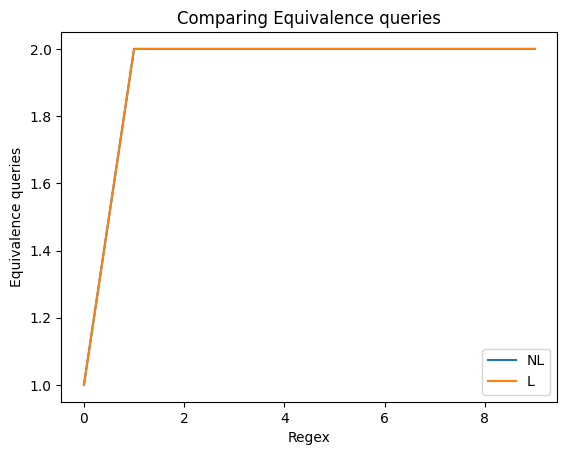 Comparing Equivalence queries
2.0
1.8
1.6
1.4
1.2
1.0
Equivalence queries
0 2 4 6 8
Regex
NL
L